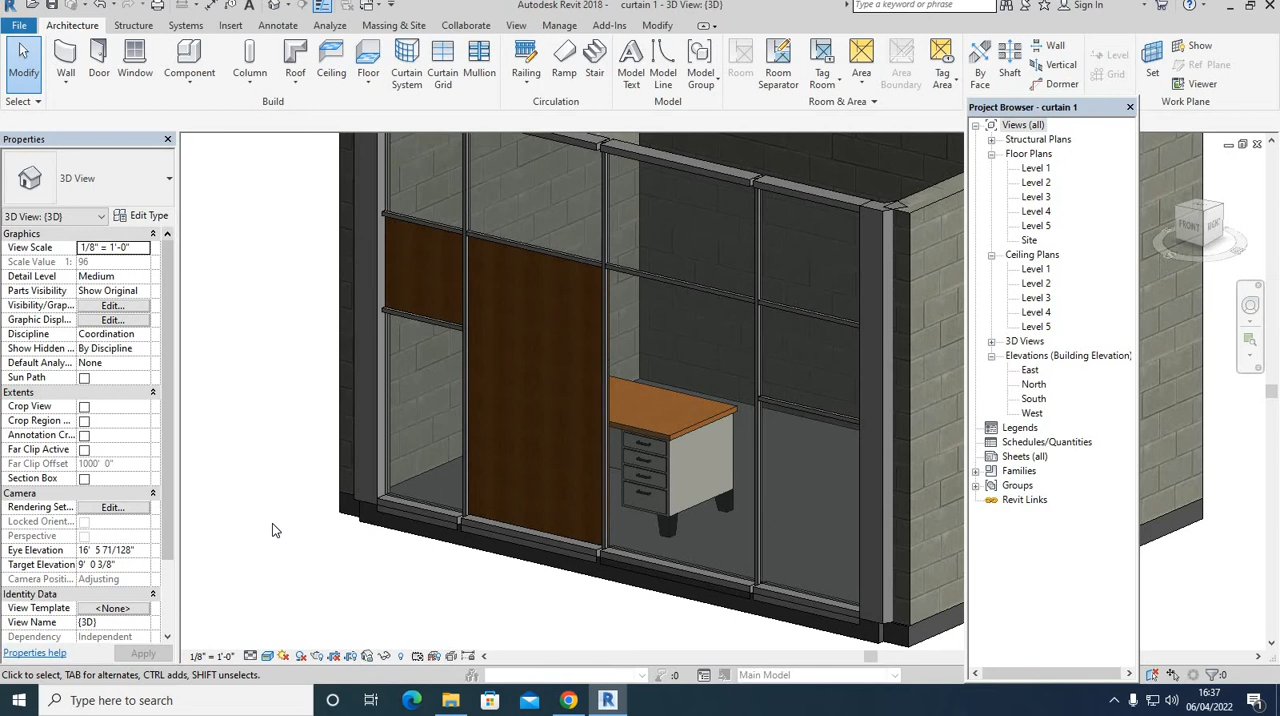 Autodesk Revit 2018 - curtain 1 - 3D View: {3D}
Type a keyword or phrase
Sign In
File Architecture Structure Systems Insert Annotate Analyze Massing & Site Collaborate View Manage Add-Ins Modify
Modify Wall Door Window Component Column Roof Ceiling Floor Curtain System Curtain Grid Mullion Railing Ramp Stair Model Text Model Line Model Group Room Room Separator Tag Room Area Area Boundary Tag Area By Face Shaft Wall Vertical Dormer Level Grid Set Show Ref Plane Viewer
Select Build Circulation Model Room & Area Work Plane
Project Browser - curtain 1
Views (all)
Structural Plans
Floor Plans
Level 1
Level 2
Level 3
Level 4
Level 5
Site
Ceiling Plans
Level 1
Level 2
Level 3
Level 4
Level 5
3D Views
Elevations (Building Elevation)
East
North
South
West
Legends
Schedules/Quantities
Sheets (all)
Families
Groups
Revit Links
Properties
3D View
3D View: {3D} Edit Type
Graphics
View Scale 1/8" = 1'-0"
Scale Value 1: 96
Detail Level Medium
Parts Visibility Show Original
Visibility/Grap... Edit...
Graphic Displ... Edit...
Discipline Coordination
Show Hidden ... By Discipline
Default Analy... None
Sun Path
Extents
Crop View
Crop Region ...
Annotation Cr...
Far Clip Active
Far Clip Offset 1000' 0"
Section Box
Camera
Rendering Set... Edit...
Locked Orient...
Perspective
Eye Elevation 16' 5 71/128"
Target Elevation 9' 0 3/8"
Camera Positi... Adjusting
Identity Data
View Template <None>
View Name {3D}
Dependency Independent
Properties help Apply
FRONT
1/8" = 1'-0"
Click to select, TAB for alternates, CTRL adds, SHIFT unselects.
:0
Main Model
:0
Type here to search
16:37
06/04/2022